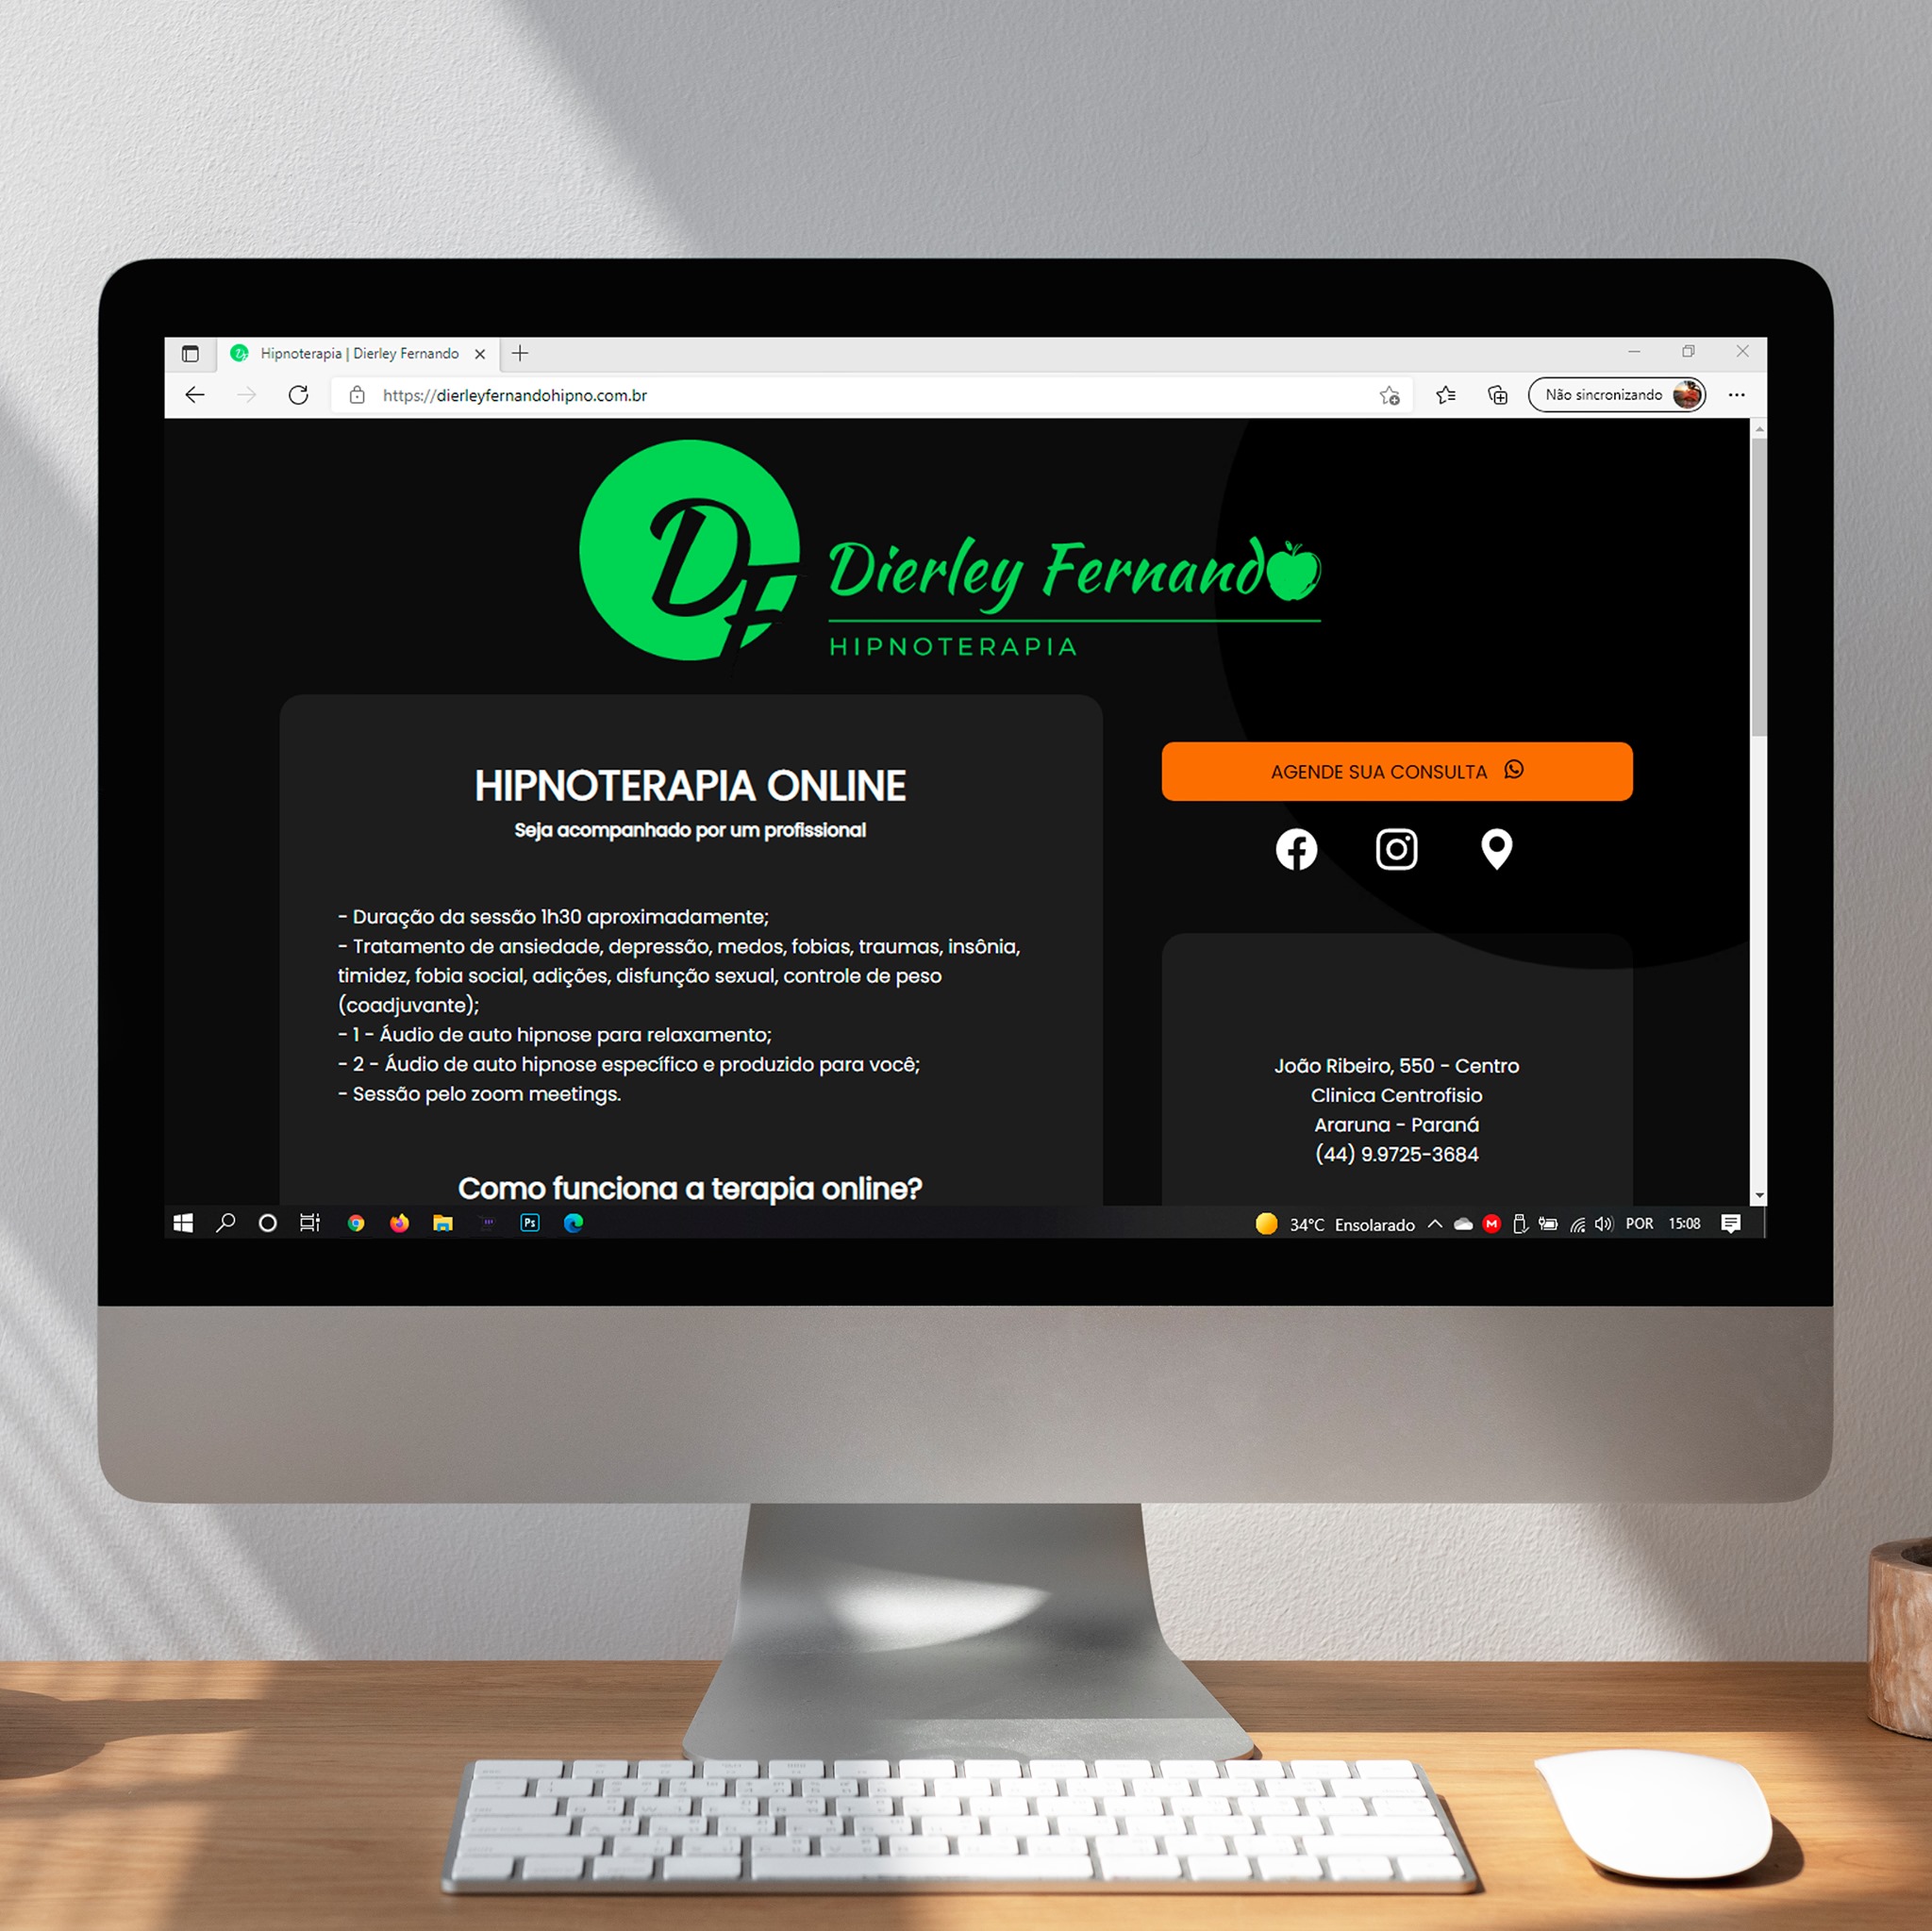 Hipnoterapia | Dierley Fernando
https://dierleyfernandohipno.com.br
Não sincronizando
DF
Dierley Fernando
HIPNOTERAPIA
HIPNOTERAPIA ONLINE
Seja acompanhado por um profissional
- Duração da sessão 1h30 aproximadamente;
- Tratamento de ansiedade, depressão, medos, fobias, traumas, insônia,
timidez, fobia social, adições, disfunção sexual, controle de peso
(coadjuvante);
- 1 - Áudio de auto hipnose para relaxamento;
- 2 - Áudio de auto hipnose específico e produzido para você;
- Sessão pelo zoom meetings.
Como funciona a terapia online?
AGENDE SUA CONSULTA
João Ribeiro, 550 - Centro
Clinica Centrofisio
Araruna - Paraná
(44) 9.9725-3684
Ps
34°C Ensolarado
M
POR
15:08